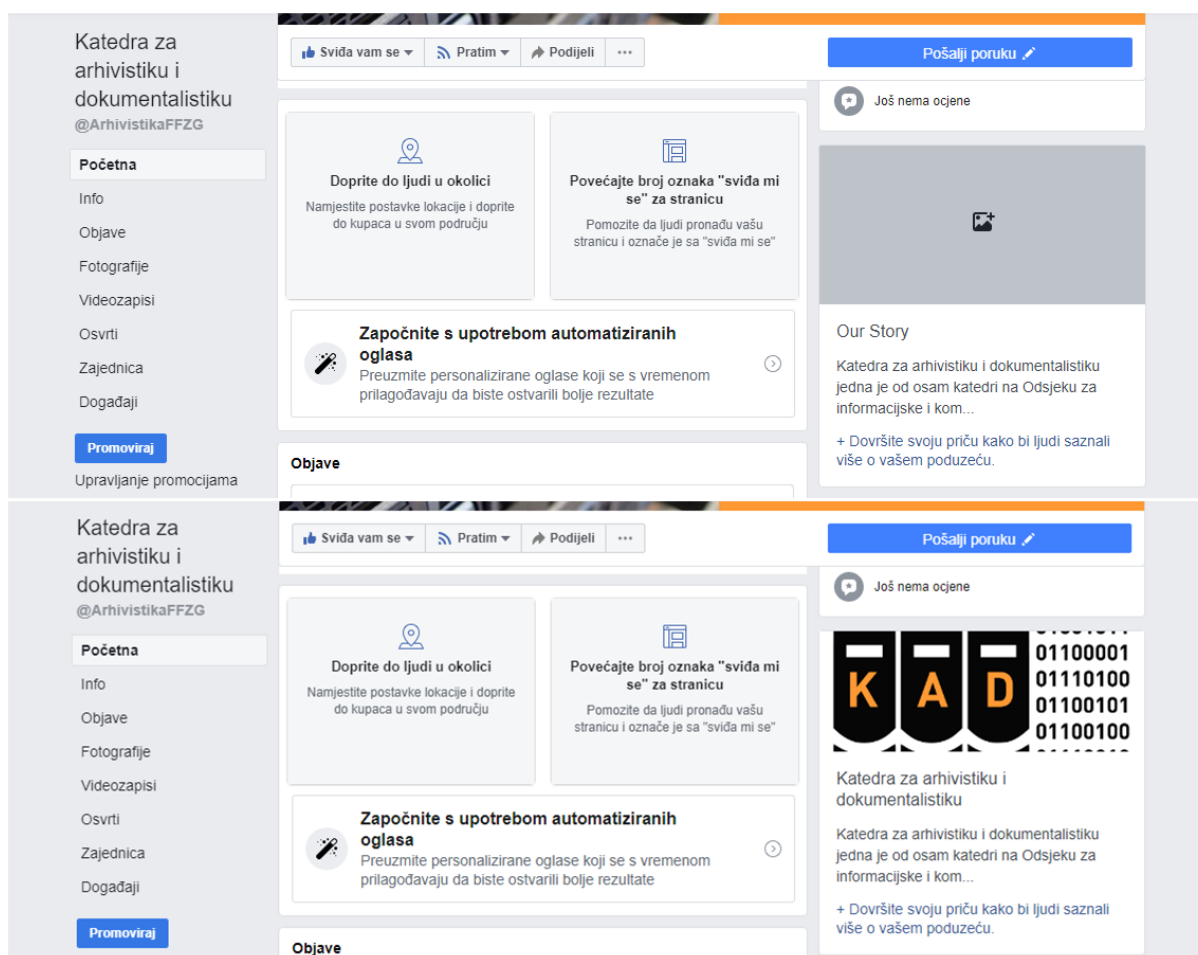 Katedra za
arhivistiku i
dokumentalistiku
@ArhivistikaFFZG
Početna
Info
Objave
Fotografije
Videozapisi
Osvrti
Zajednica
Događaji
Promoviraj
Upravljanje promocijama
Sviđa vam se
Pratim
Podijeli
...
Doprite do ljudi u okolici
Namjestite postavke lokacije i doprite
do kupaca u svom području
Povećajte broj oznaka "sviđa mi
se" za stranicu
Pomozite da ljudi pronađu vašu
stranicu i označe je sa "sviđa mi se"
Započnite s upotrebom automatiziranih
oglasa
Preuzmite personalizirane oglase koji se s vremenom
prilagođavaju da biste ostvarili bolje rezultate
Objave
Pošalji poruku
Još nema ocjene
Our Story
Katedra za arhivistiku i dokumentalistiku
jedna je od osam katedri na Odsjeku za
informacijske i kom...
+ Dovršite svoju priču kako bi ljudi saznali
više o vašem poduzeću.
Katedra za
arhivistiku i
dokumentalistiku
@ArhivistikaFFZG
Početna
Info
Objave
Fotografije
Videozapisi
Osvrti
Zajednica
Događaji
Promoviraj
Sviđa vam se
Pratim
Podijeli
...
Doprite do ljudi u okolici
Namjestite postavke lokacije i doprite
do kupaca u svom području
Povećajte broj oznaka "sviđa mi
se" za stranicu
Pomozite da ljudi pronađu vašu
stranicu i označe je sa "sviđa mi se"
Započnite s upotrebom automatiziranih
oglasa
Preuzmite personalizirane oglase koji se s vremenom
prilagođavaju da biste ostvarili bolje rezultate
Objave
Pošalji poruku
Još nema ocjene
K A D
01100001
01110100
01100101
01100100
Katedra za arhivistiku i
dokumentalistiku
Katedra za arhivistiku i dokumentalistiku
jedna je od osam katedri na Odsjeku za
informacijske i kom...
+ Dovršite svoju priču kako bi ljudi saznali
više o vašem poduzeću.